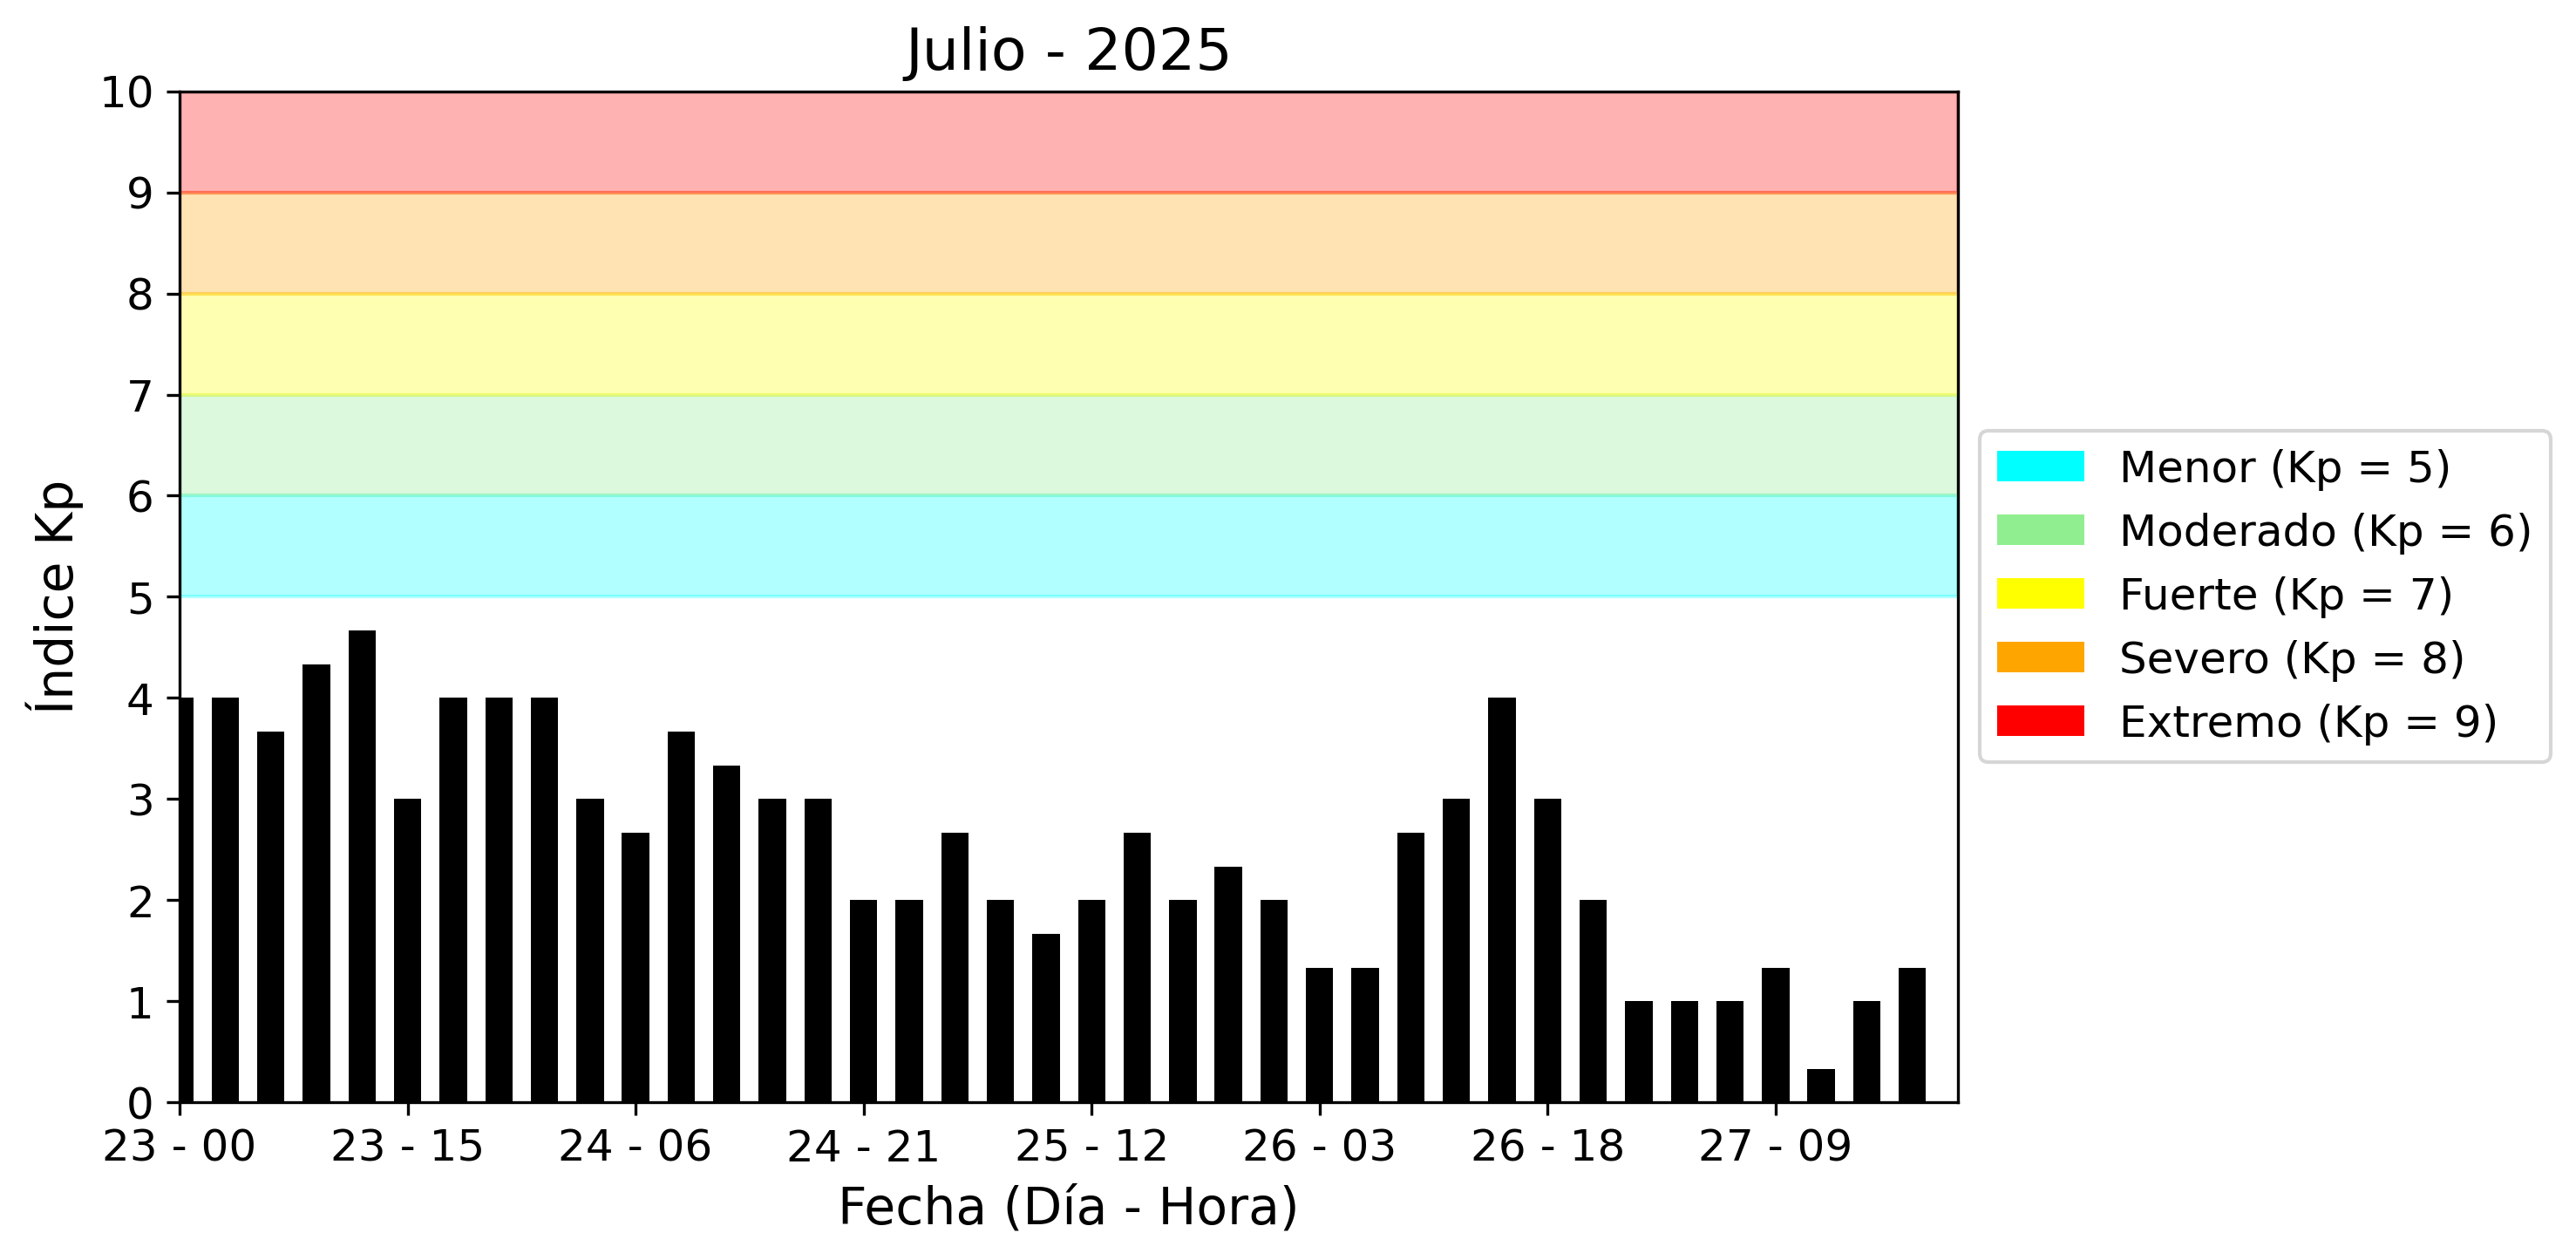 Julio - 2025
10
9
8
7
6
5
4
3
2
1
0
Índice Kp
23 - 00
23 - 15
24 - 06
24 - 21
25 - 12
26 - 03
26 - 18
27 - 09
Fecha (Día - Hora)
Menor (Kp = 5)
Moderado (Kp = 6)
Fuerte (Kp = 7)
Severo (Kp = 8)
Extremo (Kp = 9)